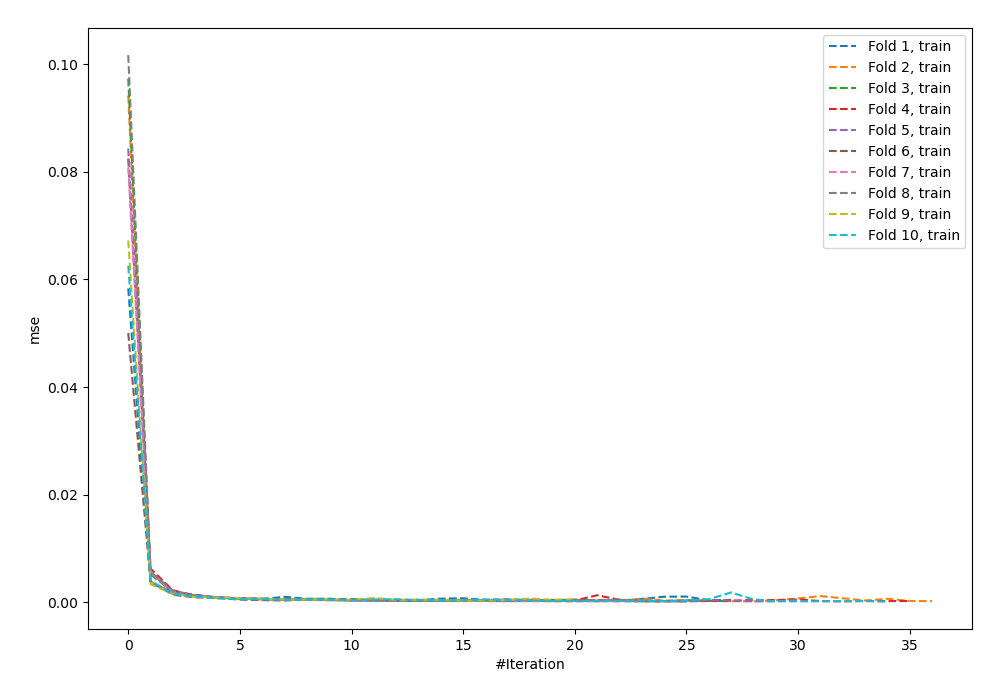 0.10
0.08
0.06
0.04
0.02
0.00
mse
0 5 10 15 20 25 30 35
#Iteration
Fold 1, train
Fold 2, train
Fold 3, train
Fold 4, train
Fold 5, train
Fold 6, train
Fold 7, train
Fold 8, train
Fold 9, train
Fold 10, train